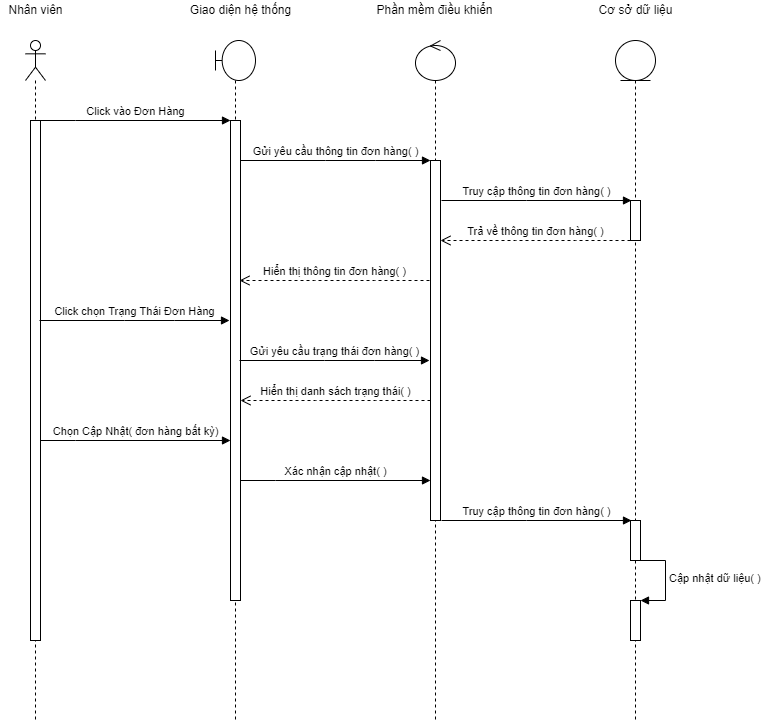 Nhân viên
Giao diện hệ thống
Phần mềm điều khiển
Cơ sở dữ liệu
Click vào Đơn Hàng
Gửi yêu cầu thông tin đơn hàng( )
Truy cập thông tin đơn hàng( )
Trả về thông tin đơn hàng( )
Hiển thị thông tin đơn hàng( )
Click chọn Trạng Thái Đơn Hàng
Gửi yêu cầu trạng thái đơn hàng( )
Hiển thị danh sách trạng thái( )
Chọn Cập Nhật( đơn hàng bất kỳ)
Xác nhận cập nhật( )
Truy cập thông tin đơn hàng( )
Cập nhật dữ liệu( )